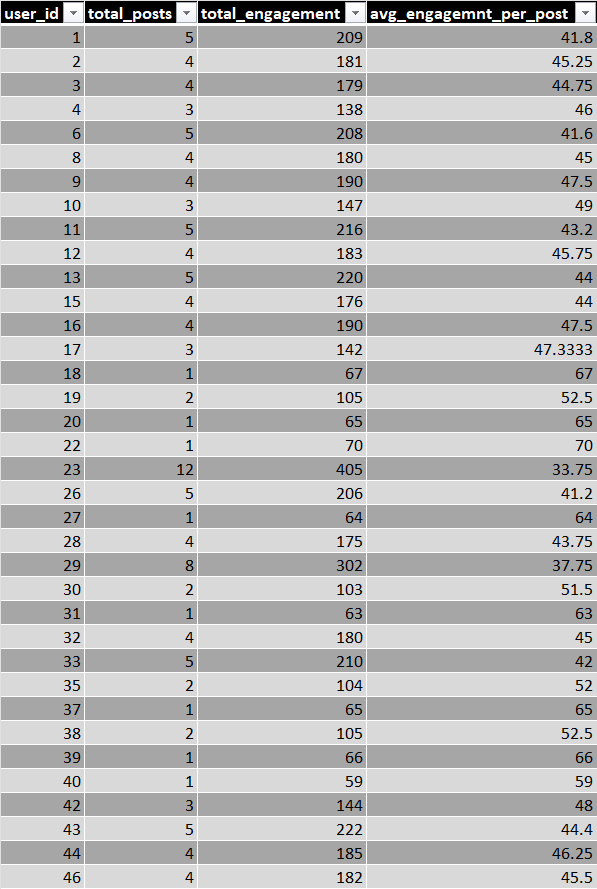 user_id total_posts total_engagement avg_engagemnt_per_post
1 5 209 41.8
2 4 181 45.25
3 4 179 44.75
4 3 138 46
6 5 208 41.6
8 4 180 45
9 4 190 47.5
10 3 147 49
11 5 216 43.2
12 4 183 45.75
13 5 220 44
15 4 176 44
16 4 190 47.5
17 3 142 47.3333
18 1 67 67
19 2 105 52.5
20 1 65 65
22 1 70 70
23 12 405 33.75
26 5 206 41.2
27 1 64 64
28 4 175 43.75
29 8 302 37.75
30 2 103 51.5
31 1 63 63
32 4 180 45
33 5 210 42
35 2 104 52
37 1 65 65
38 2 105 52.5
39 1 66 66
40 1 59 59
42 3 144 48
43 5 222 44.4
44 4 185 46.25
46 4 182 45.5